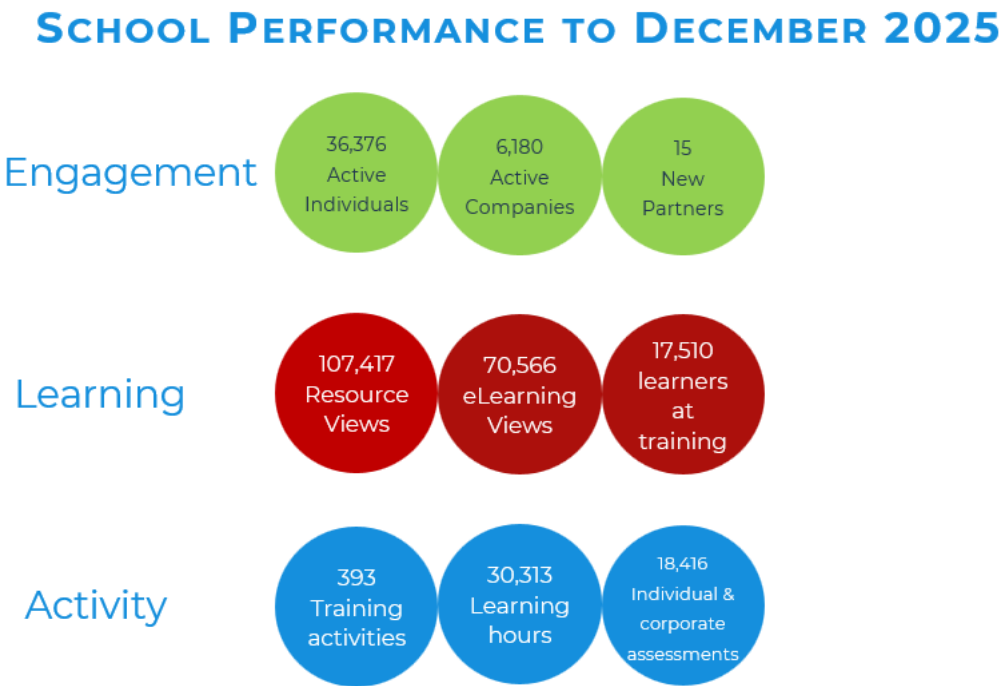 SCHOOL PERFORMANCE TO DECEMBER 2025
Engagement
36,376
Active
Individuals
6,180
Active
Companies
15
New
Partners
Learning
107,417
Resource
Views
70,566
eLearning
Views
17,510
learners
at
training
Activity
393
Training
activities
30,313
Learning
hours
18,416
Individual &
corporate
assessments